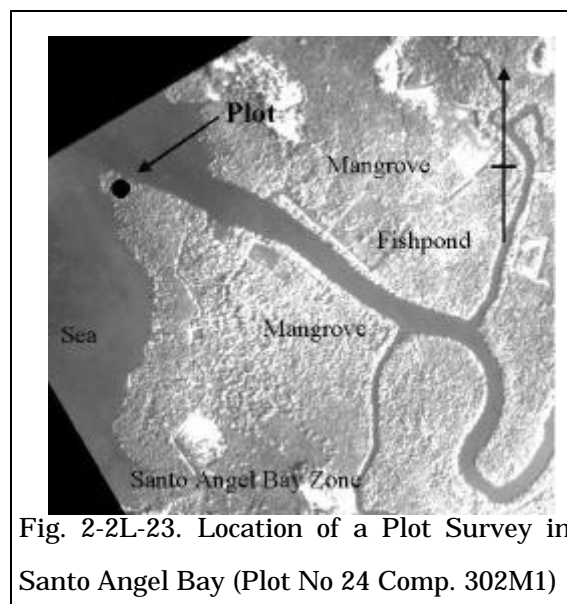 Plot
Mangrove
Fishpond
Mangrove
Sea
Santo Angel Bay Zone
Fig. 2-2L-23. Location of a Plot Survey in
Santo Angel Bay (Plot No 24 Comp. 302M1)